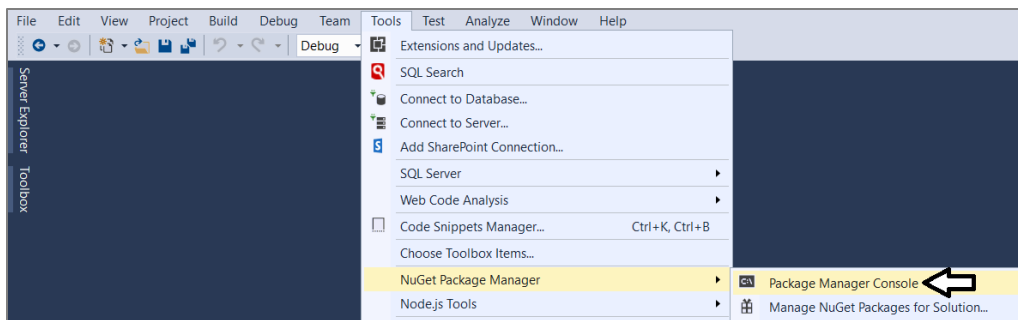 File Edit View Project Build Debug Team Tools Test Analyze Window Help
Debug
Server Explorer
Toolbox
Extensions and Updates...
SQL Search
Connect to Database...
Connect to Server...
Add SharePoint Connection...
SQL Server
Web Code Analysis
Code Snippets Manager... Ctrl+K, Ctrl+B
Choose Toolbox Items...
NuGet Package Manager
Node.js Tools
C:\ Package Manager Console
Manage NuGet Packages for Solution...